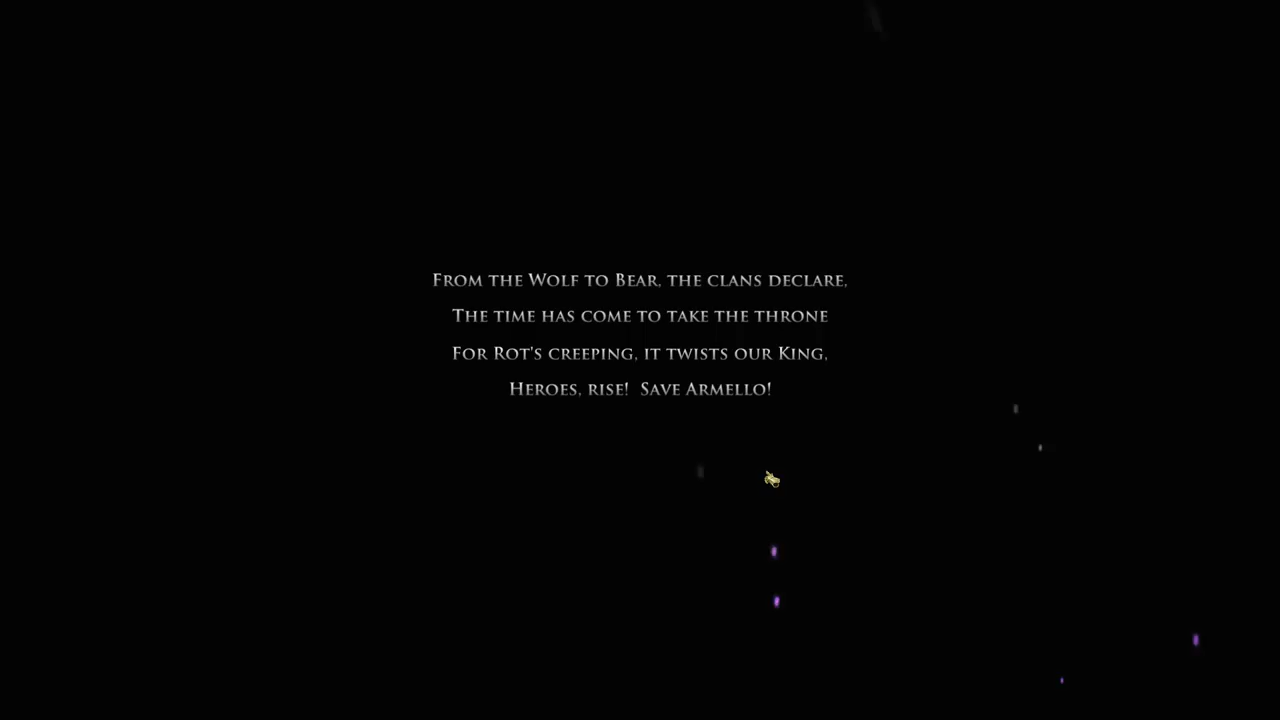 From the Wolf to Bear, the clans declare,
The time has come to take the throne
For Rot's creeping, it twists our King,
Heroes, rise!  Save Armello!